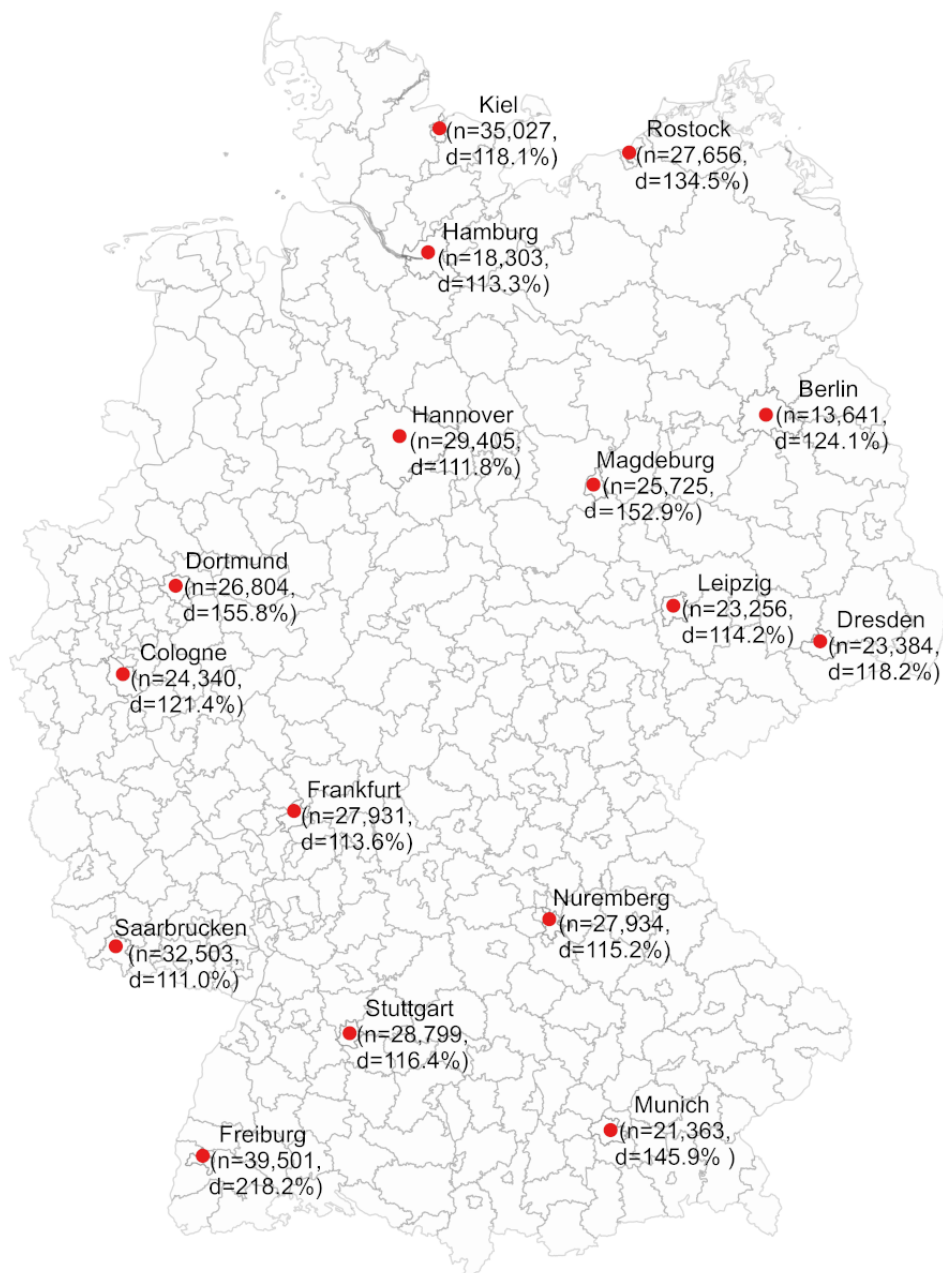 Kiel
(n=35,027,
d=118.1%)
Rostock
(n=27,656,
d=134.5%)
Hamburg
(n=18,303,
d=113.3%)
Berlin
(n=13,641,
d=124.1%)
Hannover
(n=29,405,
d=111.8%)
Magdeburg
(n=25,725,
d=152.9%)
Dortmund
(n=26,804,
d=155.8%)
Leipzig
(n=23,256,
d=114.2%)
Dresden
(n=23,384,
d=118.2%)
Cologne
(n=24,340,
d=121.4%)
Frankfurt
(n=27,931,
d=113.6%)
Nuremberg
(n=27,934,
d=115.2%)
Saarbrucken
(n=32,503,
d=111.0%)
Stuttgart
(n=28,799,
d=116.4%)
Munich
(n=21,363,
d=145.9% )
Freiburg
(n=39,501,
d=218.2%)